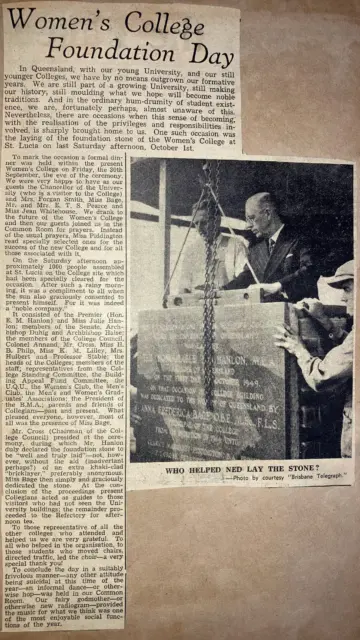 Women's College
Foundation Day
In Queensland, with our young University, and our still
younger Colleges, we have by no means outgrown our formative
years. We are still part of a growing University, still making
our history, still moulding what we hope will become noble
traditions. And in the ordinary hum-drumity of student exist-
ence, we are, fortunately perhaps, almost unaware of this.
Nevertheless, there are occasions when this sense of becoming,
with the realisation of the privileges and responsibilities in-
volved, is sharply brought home to us. One such occasion was
the laying of the foundation stone of the Women's College at
St. Lucia on last Saturday afternoon, October 1st.
To mark the occasion a formal din-
ner was held within the present
Women's College on Friday, the 30th
September, the eve of the ceremony.
We were very happy to have as our
guests the Chancellor of the Univer-
sity (who is a visitor to the College)
and Mrs. Forgan Smith, Miss Bage,
Mr. and Mrs. E. T. S. Pearce and
Miss Jean Whitehouse. We drank to
the future of the Women's College
and then our guests joined us in the
Common Room for prayers. Instead
of the usual prayers, Miss Piddington
read specially selected ones for the
success of the new College and for all
those associated with it.
On the Saturday afternoon ap-
proximately 1000 people assembled
at St. Lucia on the College site which
had been specially cleared for the
occasion. After such a rainy morn-
ing, it was a compliment to all when
the sun also graciously consented to
present himself. For it was indeed
a "noble company."
It consisted of the Premier (Hon.
E. M. Hanlon) and Miss Julie Han-
lon; members of the Senate, Arch-
bishop Duhig and Archbishop Halse;
the members of the College Council,
Colonel Annand, Mr. Cross, Miss D.
B. Philp, Miss K. M. Lilley, Mrs.
Hulbert and Professor Stable; the
heads of the Colleges; members of the
staff; representatives from the Col-
lege Standing Committee, the Build-
ing Appeal Fund Committee, the
U.Q.U., the Women's Club, the Men's
Club, the Men and Women's Grad-
uates' Associations; the President of
the B.M.A.; parents and friends of
Collegians—past and present. What
pleased everyone, however, most of
all was the presence of Miss Bage.
Mr. Cross (Chairman of the Col-
lege Council) presided at the cere-
mony, during which Mr. Hanlon
duly declared the foundation stone to
be "well and truly laid"—not, how-
ever, without the aid (inadvertent
perhaps) of an extra khaki-clad
"bricklayer," preferably anonymous.
Miss Bage then simply and graciously
dedicated the stone. At the con-
clusion of the proceedings present
Collegians acted as guides to those
visitors who had not seen the Uni-
versity buildings; the remainder pro-
ceeded to the Refectory for after-
noon tea.
To those representative of all the
other colleges who attended and
helped us we are very grateful. To
all who helped in the organisation, to
those students who moved chairs,
directed traffic, led the choir—a very
special thank you!
To conclude the day in a suitably
frivolous manner—any other attitude
being suicidal at this time of the
year—an informal dance—or other-
wise hop—was held in our Common
Room. Our fairy godmother—or
otherwise new radiogram—provided
the music for what we think was one
of the most enjoyable social func-
tions of the year.
HANLON,
1949
F.L.S.
WHO HELPED NED LAY THE STONE?
—Photo by courtesy "Brisbane Telegraph."